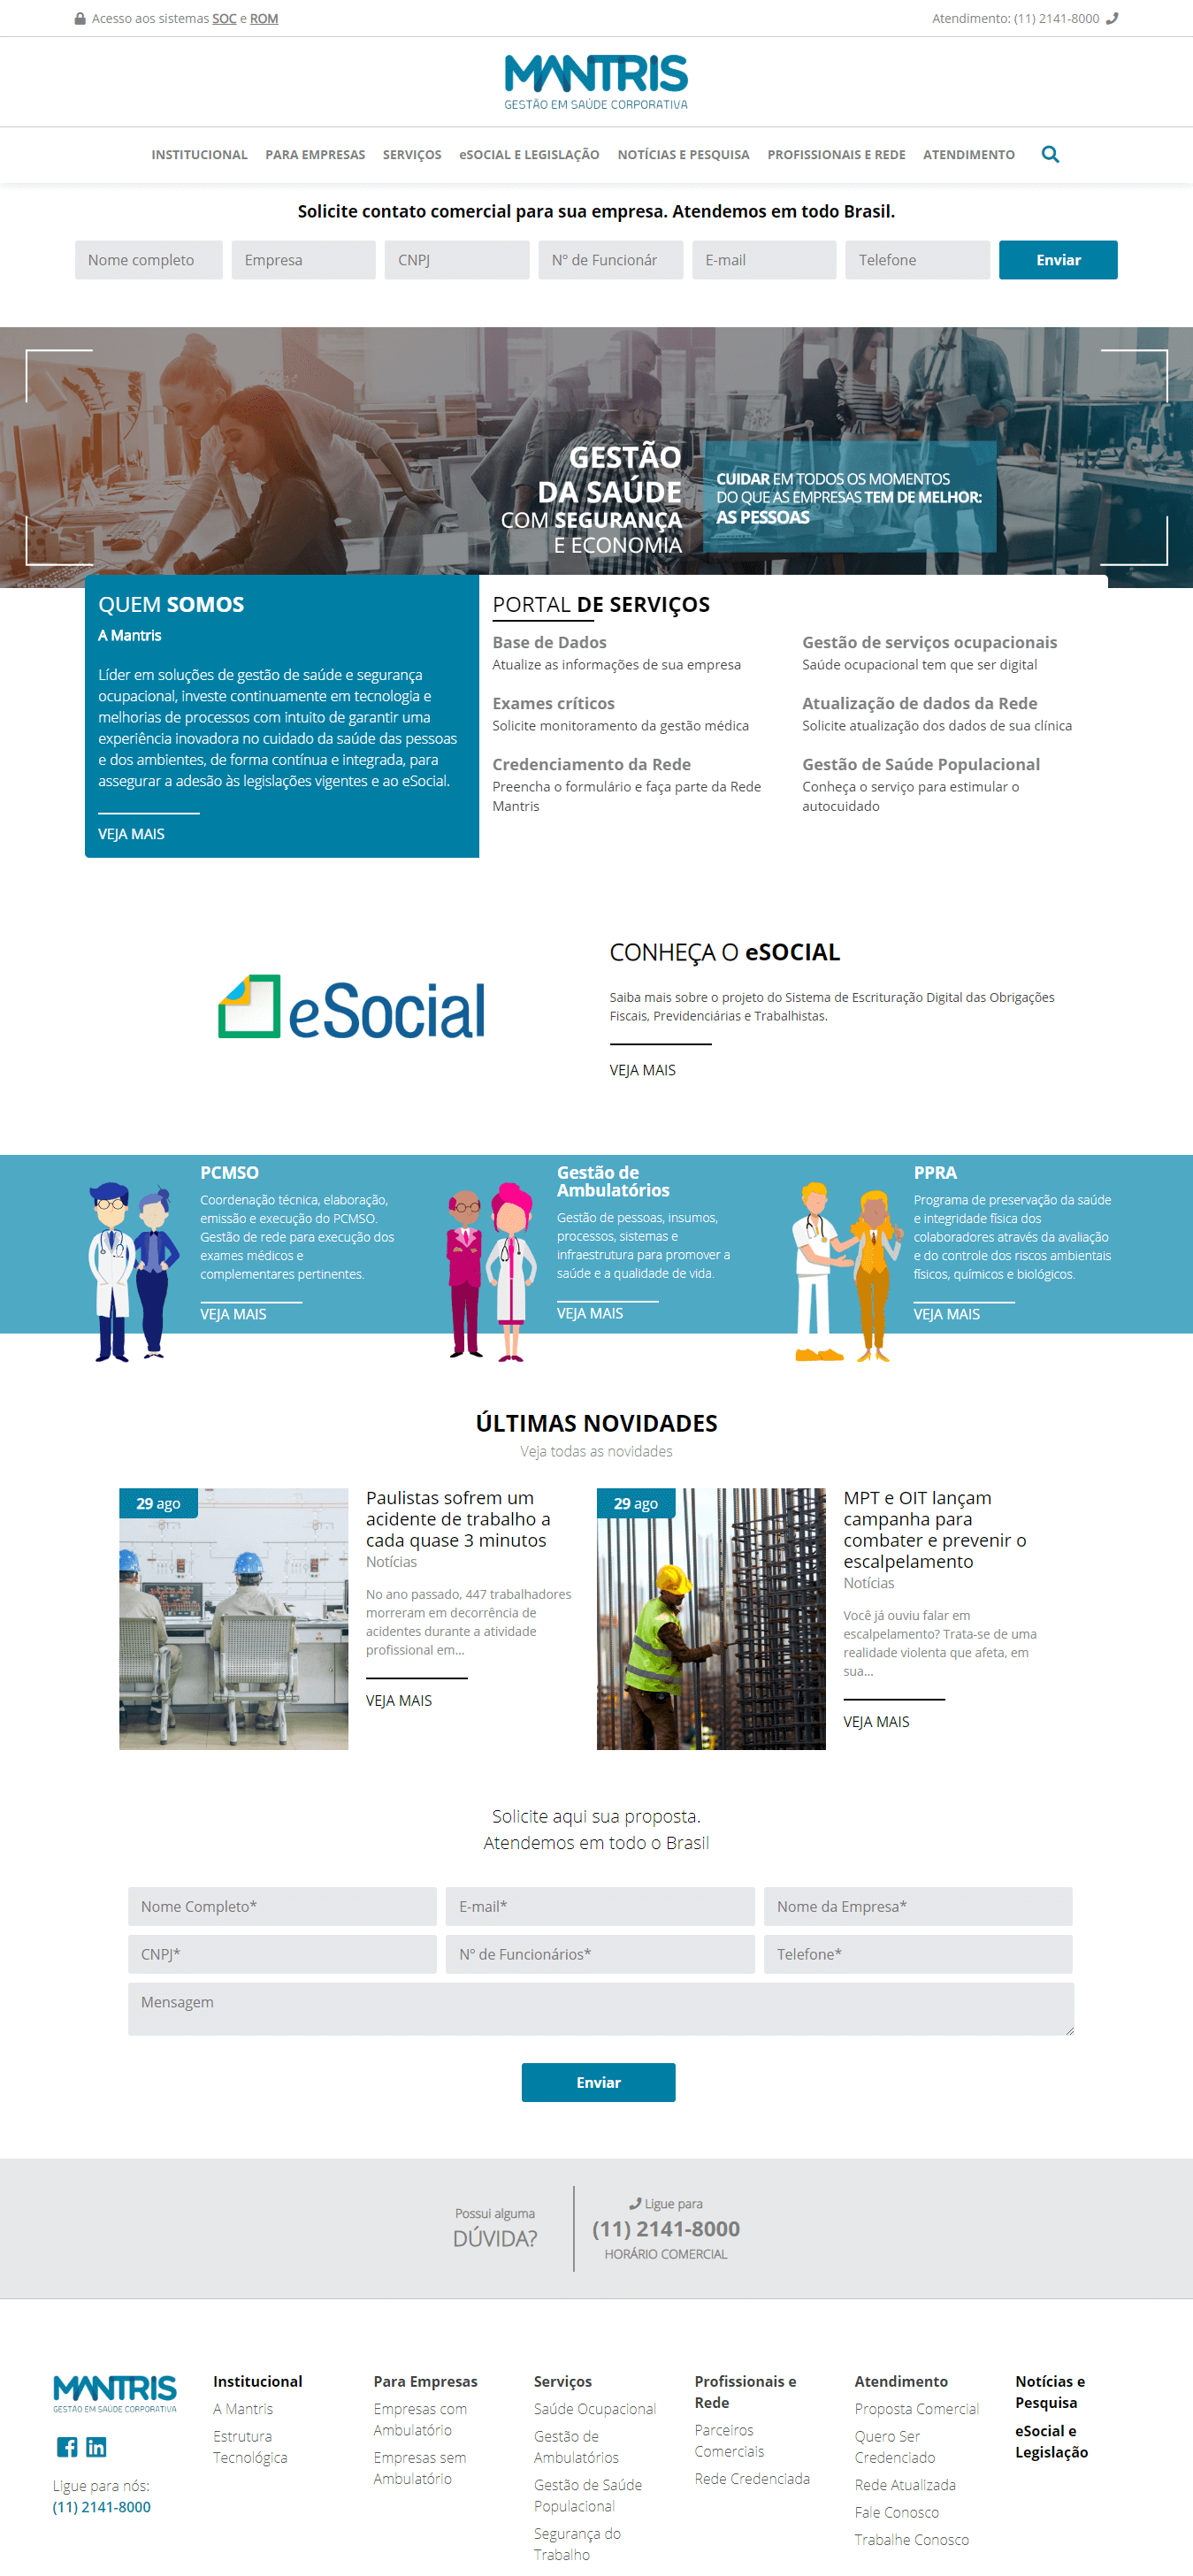 Acesso aos sistemas SOC e ROM
Atendimento: (11) 2141-8000
MANTRIS
GESTÃO EM SAÚDE CORPORATIVA
INSTITUCIONAL PARA EMPRESAS SERVIÇOS eSOCIAL E LEGISLAÇÃO NOTÍCIAS E PESQUISA PROFISSIONAIS E REDE ATENDIMENTO
Solicite contato comercial para sua empresa. Atendemos em todo Brasil.
Nome completo Empresa CNPJ Nº de Funcionár E-mail Telefone Enviar
GESTÃO
DA SAÚDE
COM SEGURANÇA
E ECONOMIA
CUIDAR EM TODOS OS MOMENTOS
DO QUE AS EMPRESAS TEM DE MELHOR:
AS PESSOAS
QUEM SOMOS
A Mantris
Líder em soluções de gestão de saúde e segurança
ocupacional, investe continuamente em tecnologia e
melhorias de processos com intuito de garantir uma
experiência inovadora no cuidado da saúde das pessoas
e dos ambientes, de forma contínua e integrada, para
assegurar a adesão às legislações vigentes e ao eSocial.
VEJA MAIS
PORTAL DE SERVIÇOS
Base de Dados
Atualize as informações de sua empresa
Gestão de serviços ocupacionais
Saúde ocupacional tem que ser digital
Exames críticos
Solicite monitoramento da gestão médica
Atualização de dados da Rede
Solicite atualização dos dados de sua clínica
Credenciamento da Rede
Preencha o formulário e faça parte da Rede
Mantris
Gestão de Saúde Populacional
Conheça o serviço para estimular o
autocuidado
eSocial
CONHEÇA O eSOCIAL
Saiba mais sobre o projeto do Sistema de Escrituração Digital das Obrigações
Fiscais, Previdenciárias e Trabalhistas.
VEJA MAIS
PCMSO
Coordenação técnica, elaboração,
emissão e execução do PCMSO.
Gestão de rede para execução dos
exames médicos e
complementares pertinentes.
VEJA MAIS
Gestão de
Ambulatórios
Gestão de pessoas, insumos,
processos, sistemas e
infraestrutura para promover a
saúde e a qualidade de vida.
VEJA MAIS
PPRA
Programa de preservação da saúde
e integridade física dos
colaboradores através da avaliação
e do controle dos riscos ambientais
físicos, químicos e biológicos.
VEJA MAIS
ÚLTIMAS NOVIDADES
Veja todas as novidades
29 ago
Paulistas sofrem um
acidente de trabalho a
cada quase 3 minutos
Notícias
No ano passado, 447 trabalhadores
morreram em decorrência de
acidentes durante a atividade
profissional em...
VEJA MAIS
29 ago
MPT e OIT lançam
campanha para
combater e prevenir o
escalpelamento
Notícias
Você já ouviu falar em
escalpelamento? Trata-se de uma
realidade violenta que afeta, em
sua...
VEJA MAIS
Solicite aqui sua proposta.
Atendemos em todo o Brasil
Nome Completo* E-mail* Nome da Empresa*
CNPJ* Nº de Funcionários* Telefone*
Mensagem
Enviar
Possui alguma
DÚVIDA?
Ligue para
(11) 2141-8000
HORÁRIO COMERCIAL
MANTRIS
GESTÃO EM SAÚDE CORPORATIVA
Ligue para nós:
(11) 2141-8000
Institucional
A Mantris
Estrutura
Tecnológica
Para Empresas
Empresas com
Ambulatório
Empresas sem
Ambulatório
Serviços
Saúde Ocupacional
Gestão de
Ambulatórios
Gestão de Saúde
Populacional
Segurança do
Trabalho
Profissionais e
Rede
Parceiros
Comerciais
Rede Credenciada
Atendimento
Proposta Comercial
Quero Ser
Credenciado
Rede Atualizada
Fale Conosco
Trabalhe Conosco
Notícias e
Pesquisa
eSocial e
Legislação